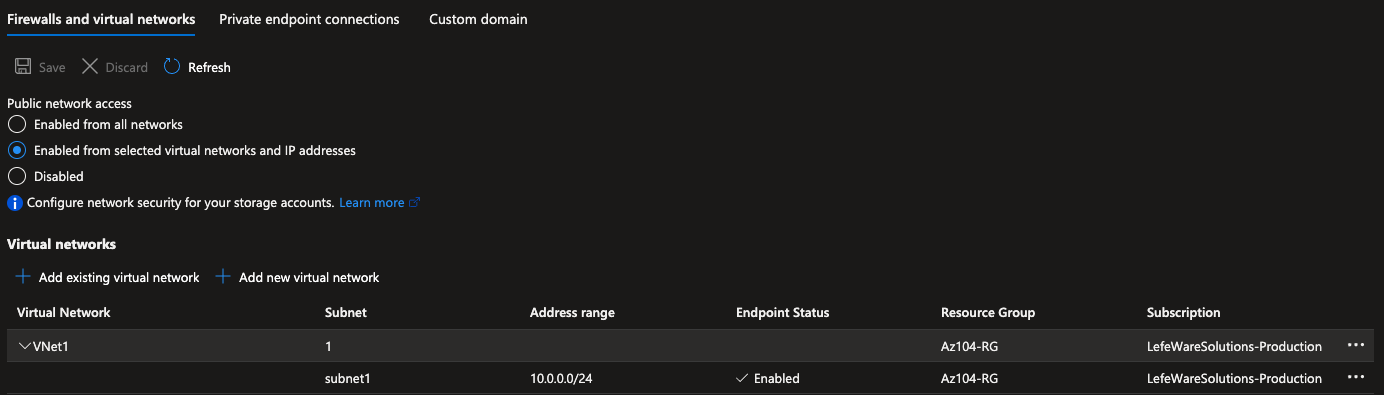 Firewalls and virtual networks Private endpoint connections Custom domain
Save Discard Refresh
Public network access
Enabled from all networks
Enabled from selected virtual networks and IP addresses
Disabled
Configure network security for your storage accounts. Learn more
Virtual networks
Add existing virtual network Add new virtual network
Virtual Network Subnet Address range Endpoint Status Resource Group Subscription
VNet1 1 Az104-RG LefeWareSolutions-Production ...
subnet1 10.0.0.0/24 Enabled Az104-RG LefeWareSolutions-Production ...